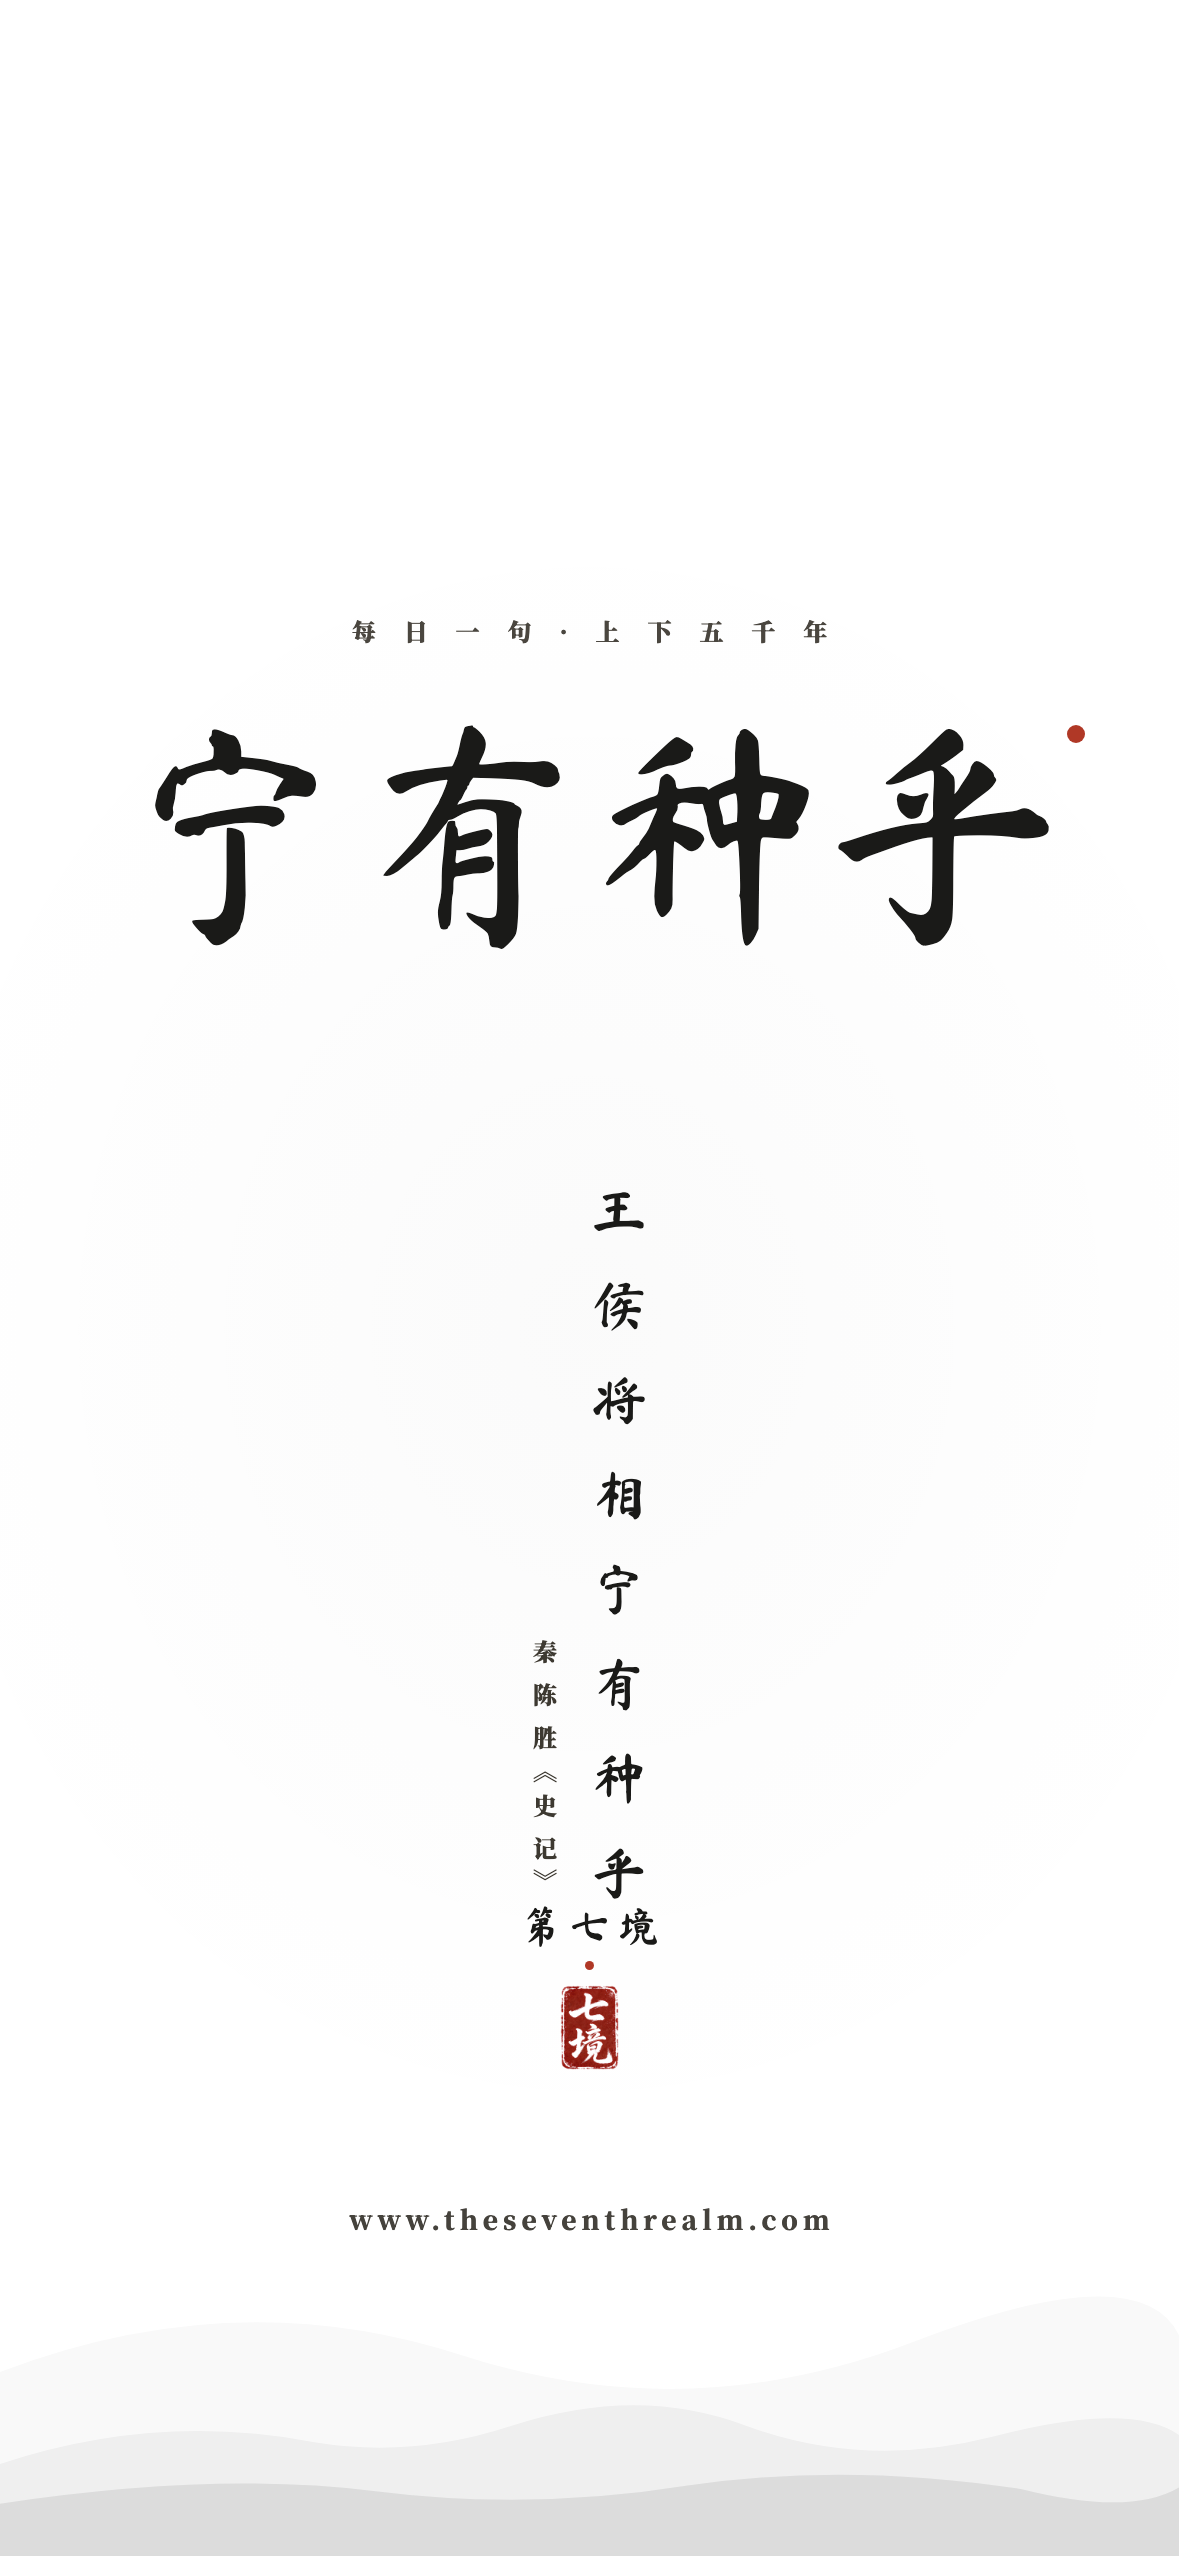 每日一句·上下五千年
宁有种乎
王侯将相宁有种乎
秦陈胜《史记》
第七境
七境
www.theseventhrealm.com